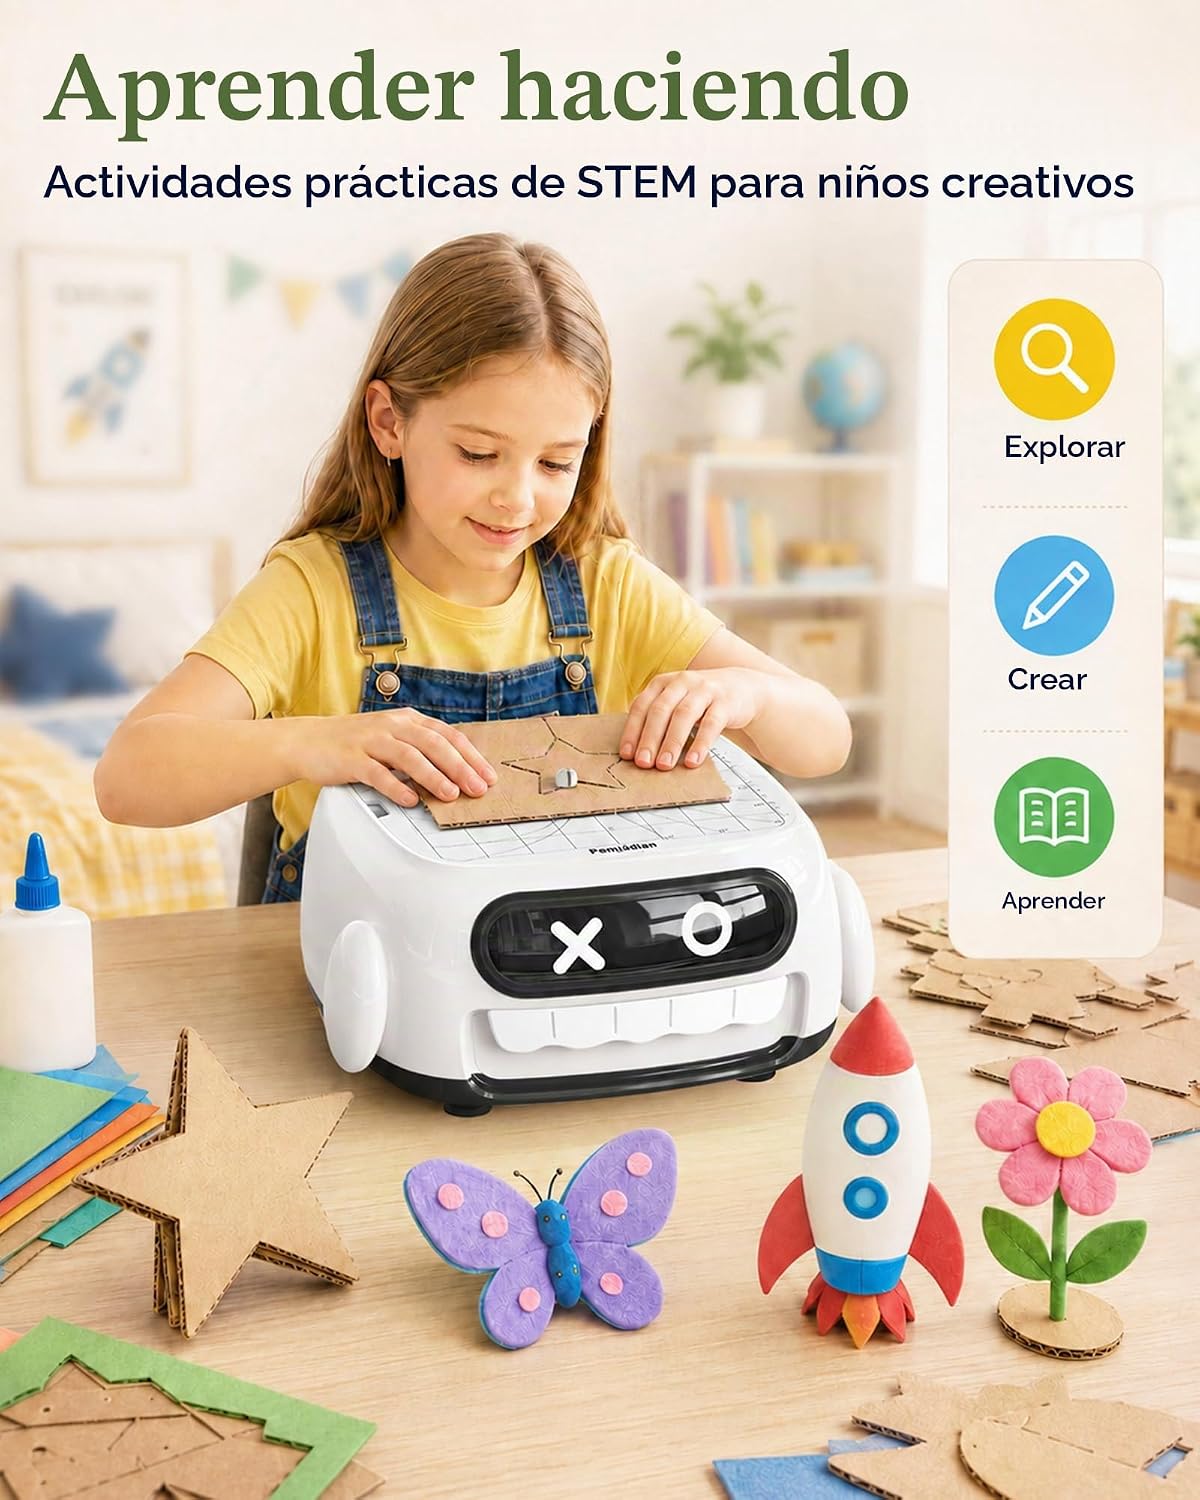 Aprender haciendo
Actividades prácticas de STEM para niños creativos
Explorar
Crear
Aprender
X O